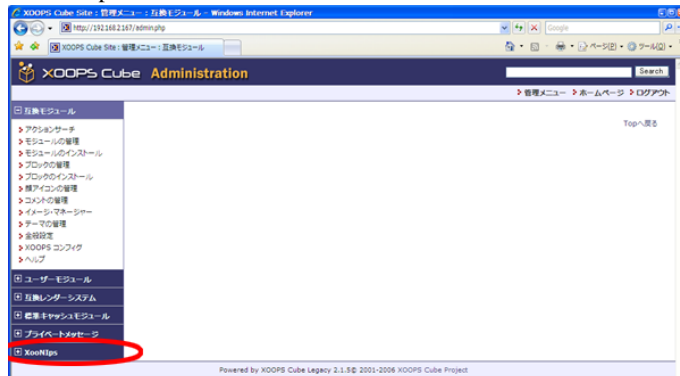 XOOPS Cube Site : 管理メニュー : 互換モジュール - Windows Internet Explorer
http://192.168.2.167/admin.php
Google
XOOPS Cube Site : 管理メニュー : 互換モジュール
ページ(P) ツール(O)
XOOPS Cube Administration
Search
管理メニュー ホームページ ログアウト
互換モジュール
Topへ戻る
アクションサーチ
モジュールの管理
モジュールのインストール
ブロックの管理
ブロックのインストール
顔アイコンの管理
コメントの管理
イメージ・マネージャー
テーマの管理
全般設定
XOOPS コンフィグ
ヘルプ
ユーザーモジュール
互換レンダーシステム
標準キャッシュモジュール
プライベートメッセージ
XooNIps
Powered by XOOPS Cube Legacy 2.1.5© 2001-2006 XOOPS Cube Project